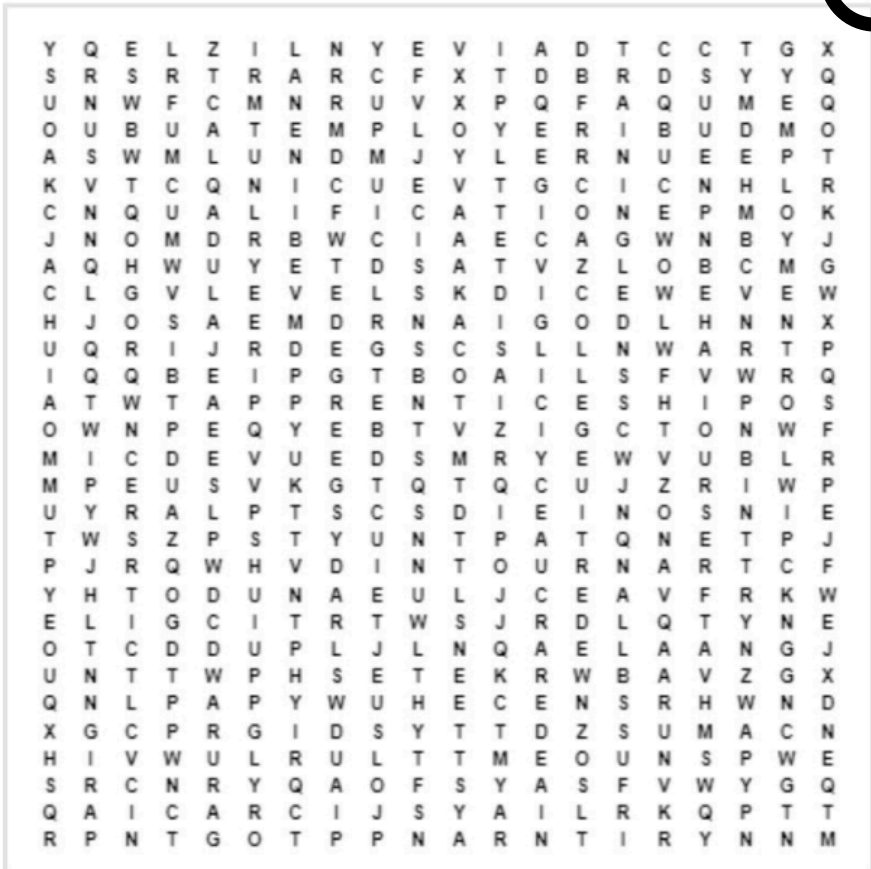 Y Q E L Z I L N Y E V I A D T C C T G X
S R S R T R A R C F X T D B R D S Y Y Q
U N W F C M N R U V X P Q F A Q U M E Q
O U B U A T E M P L O Y E R I B U D M O
A S W M L U N D M J Y L E R N U E E P T
K V T C Q N I C U E V T G C I C N H L R
C N Q U A L I F I C A T I O N E P M O K
J N O M D R B W C I A E C A G W N B Y J
A Q H W U Y E T D S A T V Z L O B C M G
C L G V L E V E L S K D I C E W E V E W
H J O S A E M D R N A I G O D L H N N X
U Q R I J R D E G S C S L L N W A R T P
I Q Q B E I P G T B O A I L S F V W R Q
A T W T A P P R E N T I C E S H I P O S
O W N P E Q Y E B T V Z I G C T O N W F
M I C D E V U E D S M R Y E W V U B L R
M P E U S V K G T Q T Q C U J Z R I W P
U Y R A L P T S C S D I E I N O S N I E
T W S Z P S T Y U N T P A T Q N E T P J
P J R Q W H V D I N T O U R N A R T C F
Y H T O D U N A E U L J C E A V F R K W
E L I G C I T R T W S J R D L Q T Y N E
O T C D D U P L J L N Q A E L A A N G J
U N T T W P H S E T E K R W B A V Z G X
Q N L P A P Y W U H E C E N S R H W N D
X G C P R G I D S Y T T D Z S U M A C N
H I V W U L R U L T T M E O U N S P W E
S R C N R Y Q A O F S Y A S F V W Y G Q
Q A I C A R C I J S Y A I L R K Q P T T
R P N T G O T P P N A R N T I R Y N N M